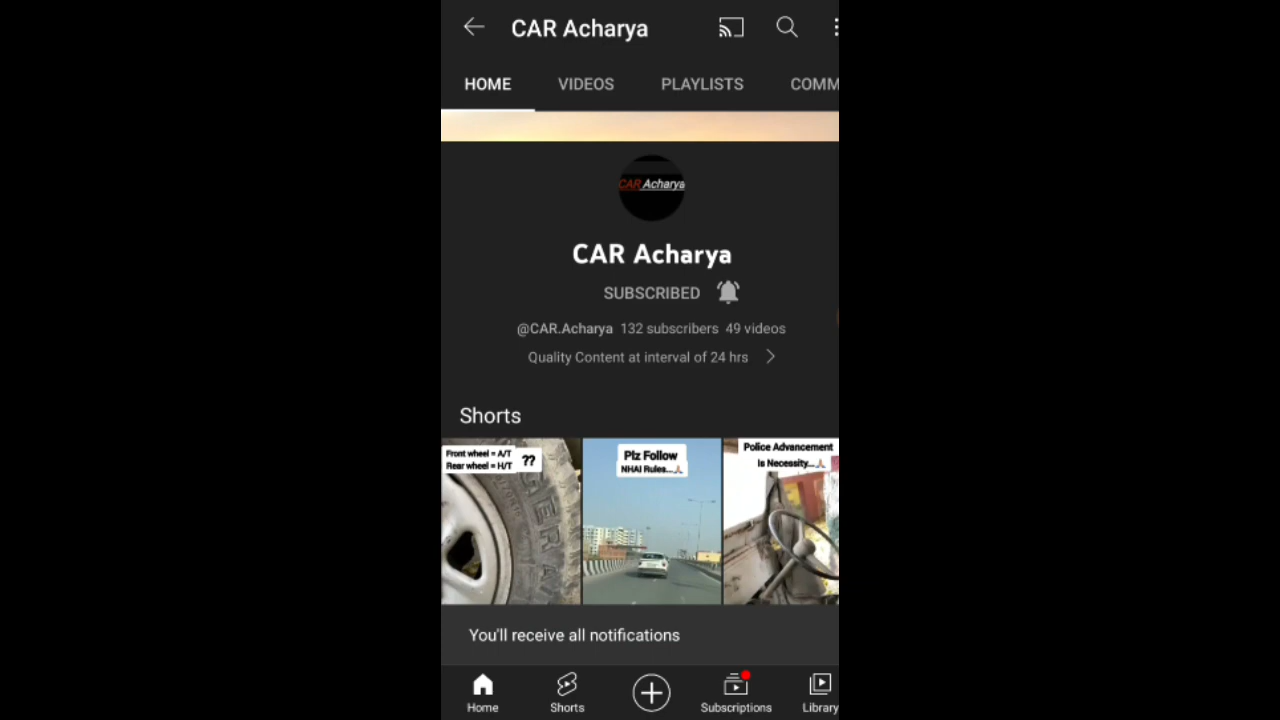 CAR Acharya
HOME VIDEOS PLAYLISTS COMM
CAR Acharya
CAR Acharya
SUBSCRIBED
@CAR.Acharya 132 subscribers 49 videos
Quality Content at interval of 24 hrs
Shorts
Front wheel = A/T
Rear wheel = H/T
??
Plz Follow
NHAI Rules...🙏🏻
Police Advancement
is Necessity...🙏🏻
You'll receive all notifications
Home Shorts Subscriptions Library